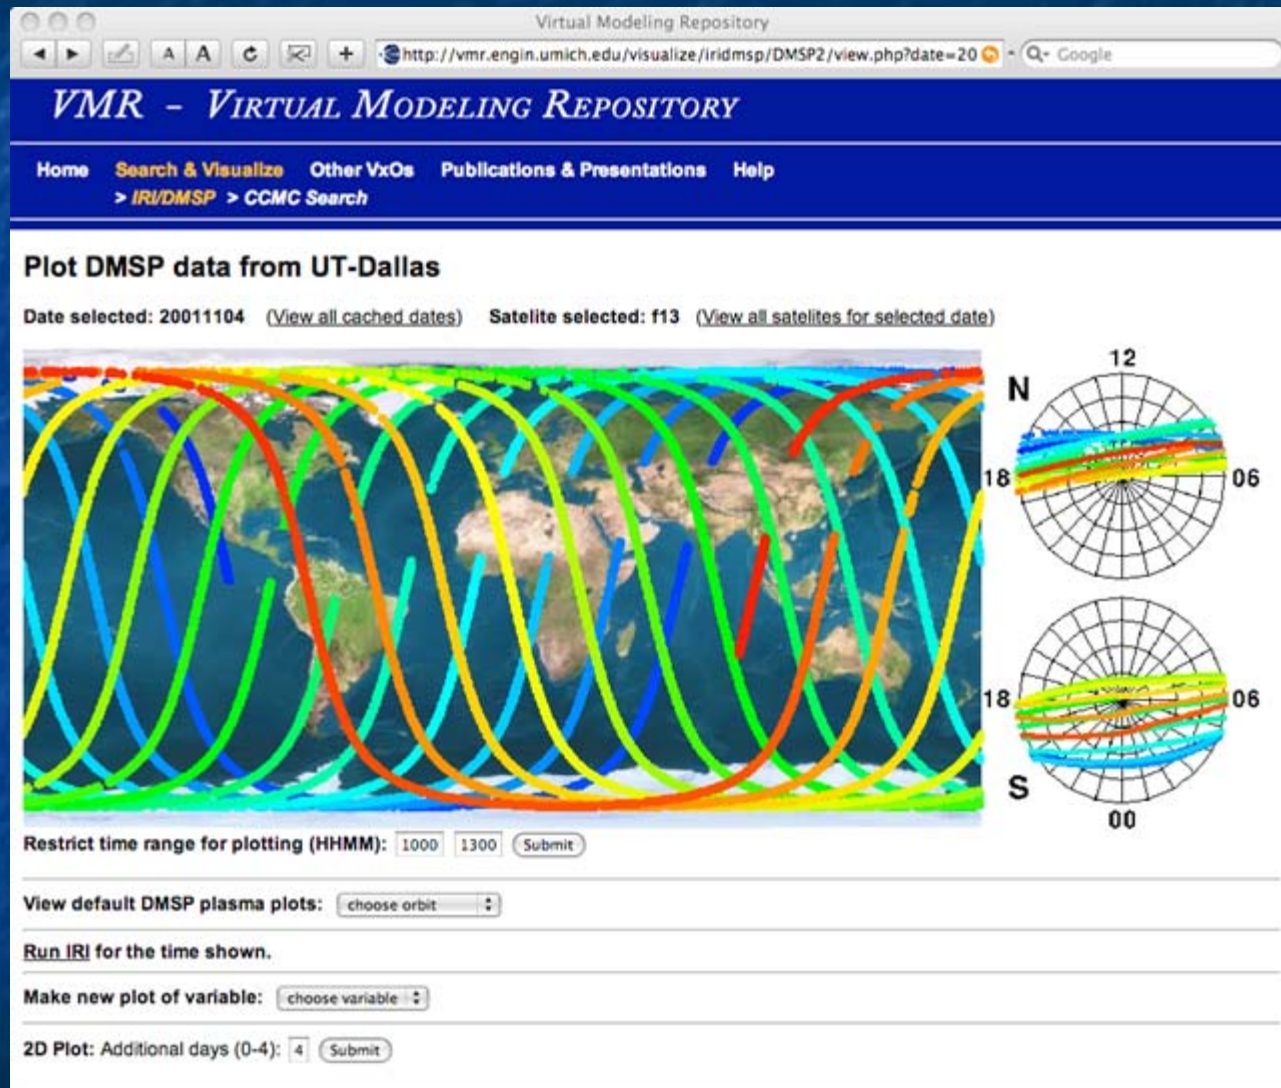 Virtual Modeling Repository
A A http://vmr.engin.umich.edu/visualize/iridmsp/DMSP2/view.php?date=20 Google
VMR – VIRTUAL MODELING REPOSITORY
Home Search & Visualize Other VxOs Publications & Presentations Help
> IRI/DMSP > CCMC Search
Plot DMSP data from UT-Dallas
Date selected: 20011104 (View all cached dates) Satelite selected: f13 (View all satelites for selected date)
12
N
18 06
18 06
S
00
Restrict time range for plotting (HHMM): 1000 1300 Submit
View default DMSP plasma plots: choose orbit
Run IRI for the time shown.
Make new plot of variable: choose variable
2D Plot: Additional days (0-4): 4 Submit